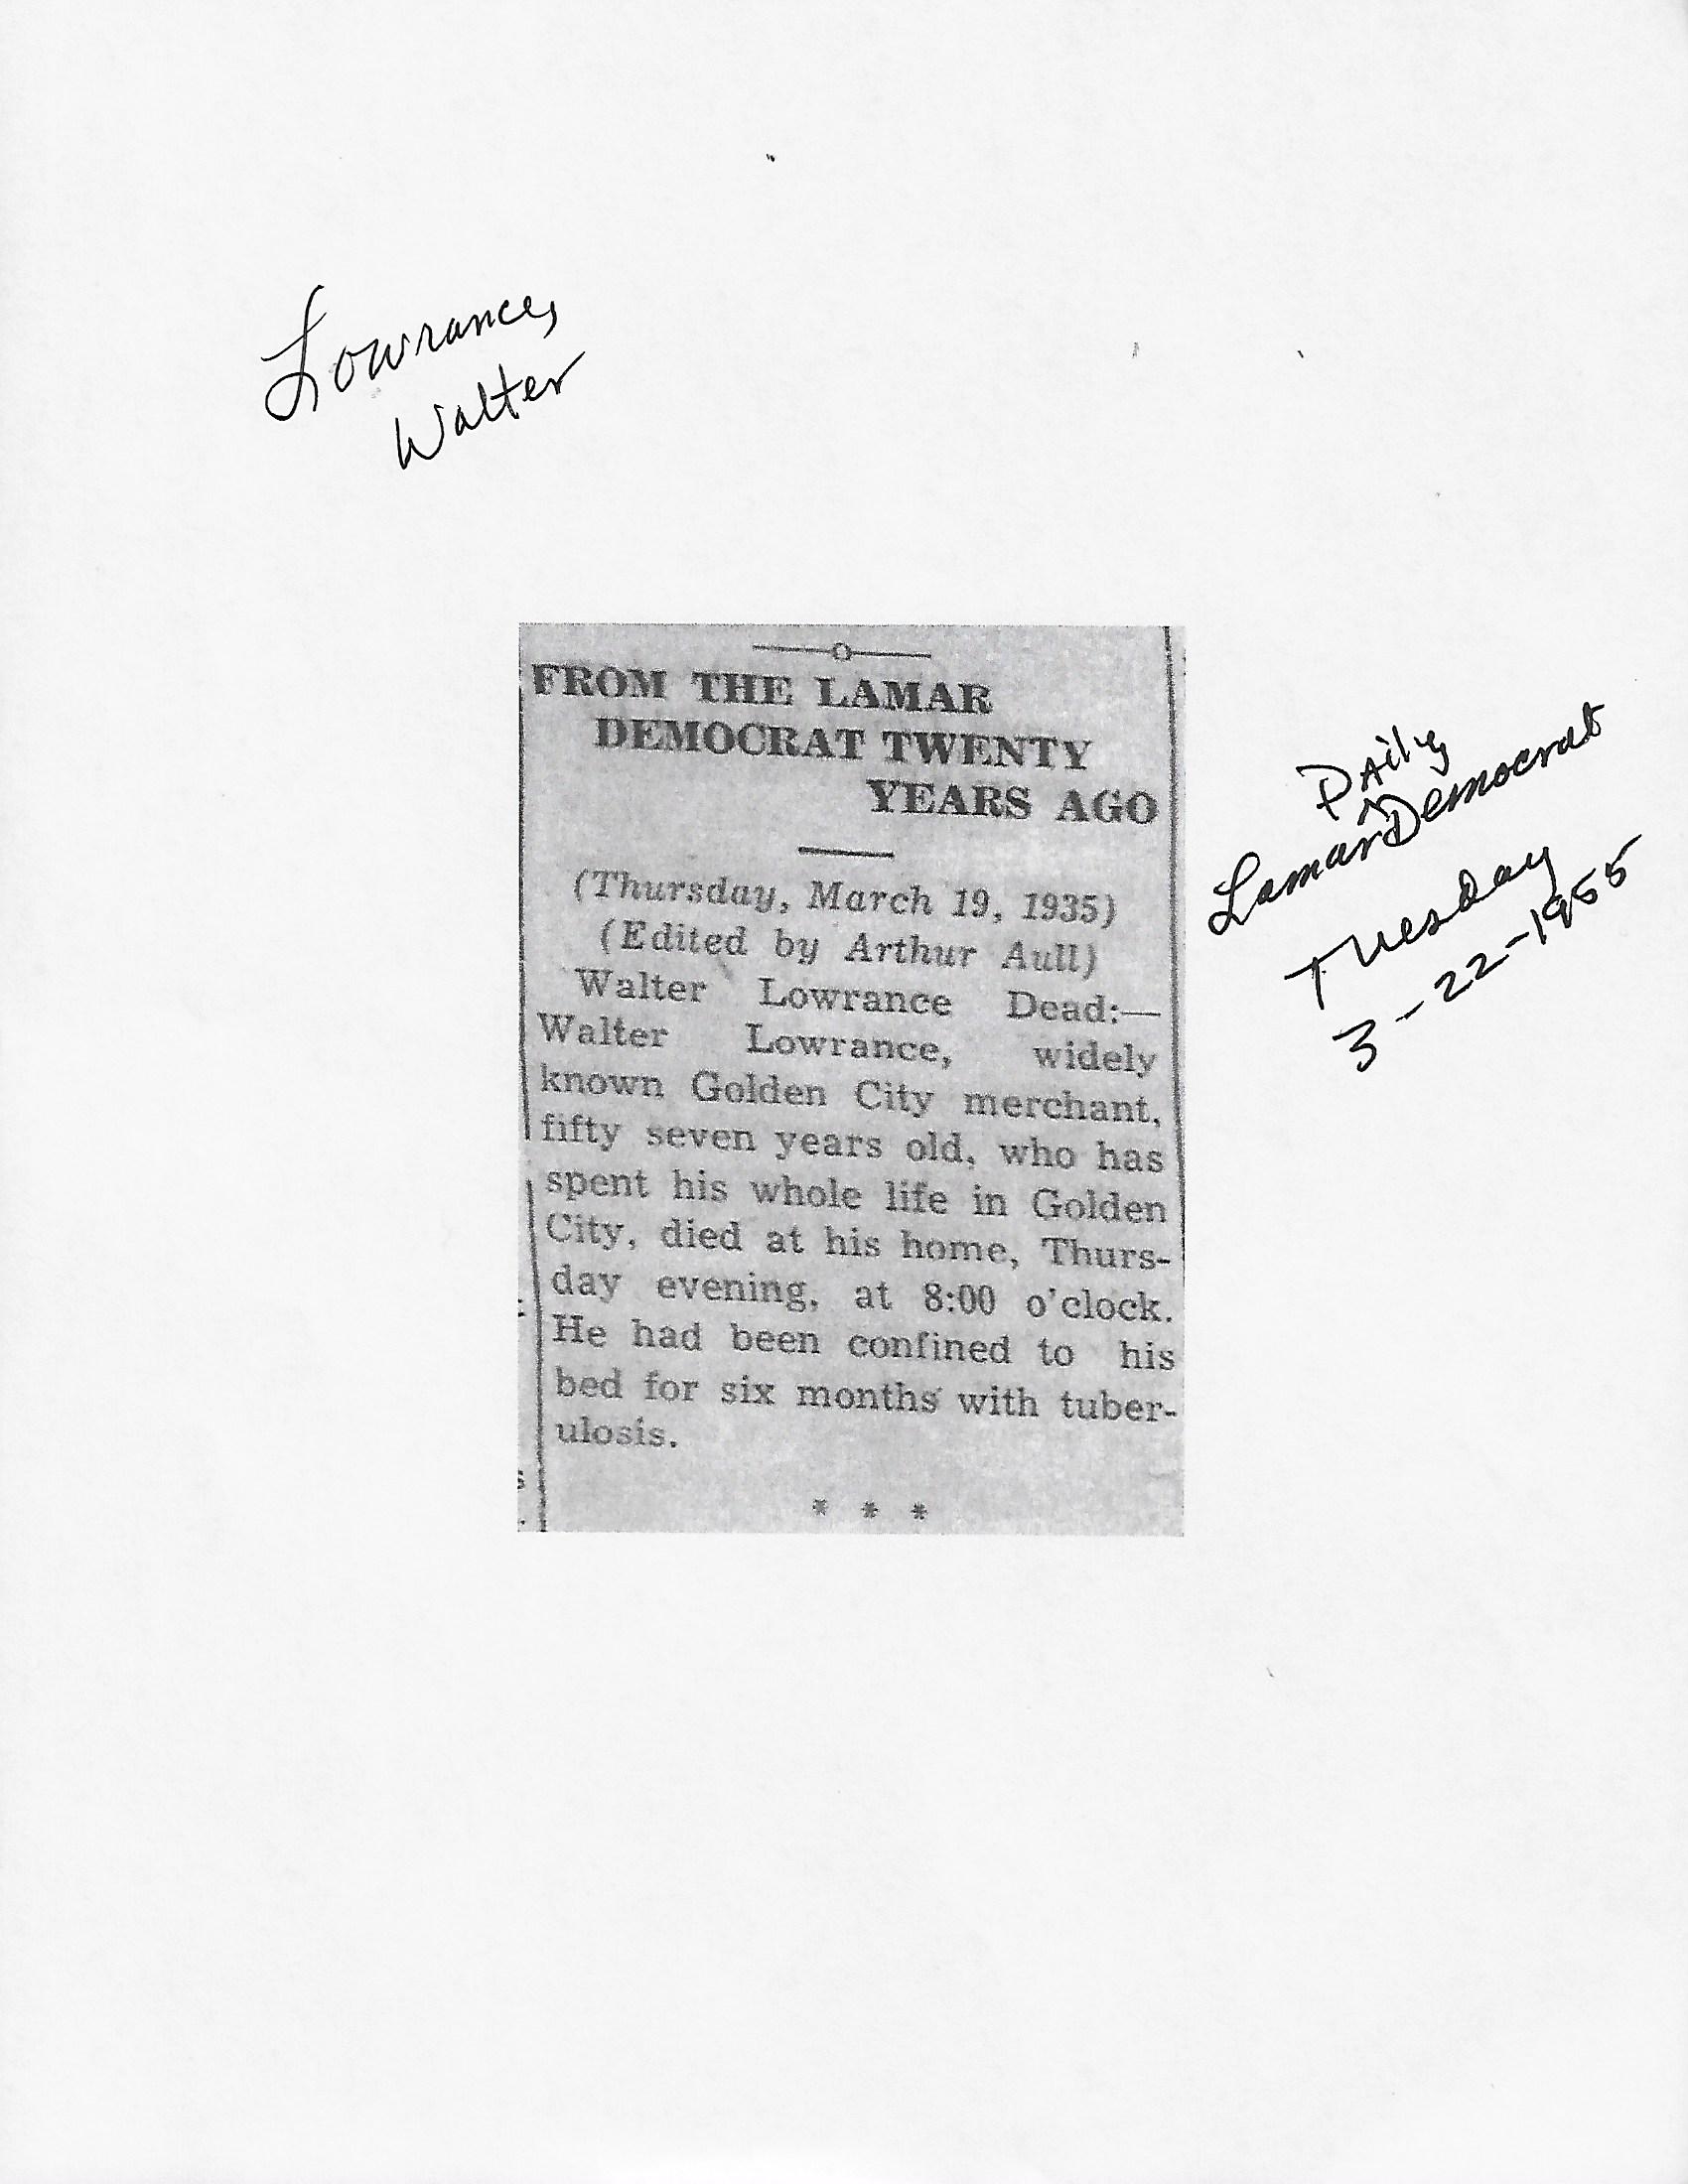 Lowrance,
Walter
—o—
FROM THE LAMAR
DEMOCRAT TWENTY
YEARS AGO
(Thursday, March 19, 1935)
(Edited by Arthur Aull)
Walter Lowrance Dead:—
Walter Lowrance, widely
known Golden City merchant,
fifty seven years old, who has
spent his whole life in Golden
City, died at his home, Thurs-
day evening, at 8:00 o'clock.
He had been confined to his
bed for six months with tuber-
ulosis.
* * *
Daily
Lamar ^ Democrat
Tuesday
3-22-1955